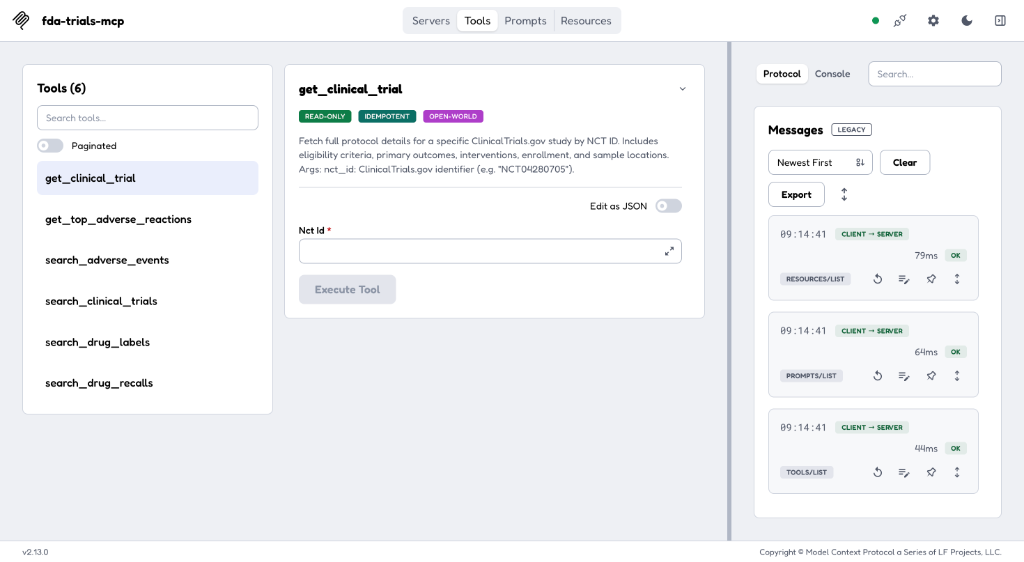 fda-trials-mcp
Servers
Tools
Prompts
Resources
Tools (6)
Search tools...
Paginated
get_clinical_trial
get_top_adverse_reactions
search_adverse_events
search_clinical_trials
search_drug_labels
search_drug_recalls
get_clinical_trial
READ-ONLY
IDEMPOTENT
OPEN-WORLD
Fetch full protocol details for a specific ClinicalTrials.gov study by NCT ID. Includes
eligibility criteria, primary outcomes, interventions, enrollment, and sample locations.
Args: nct_id: ClinicalTrials.gov identifier (e.g. "NCT04280705").
Edit as JSON
Nct Id *
Execute Tool
Protocol
Console
Search...
Messages
LEGACY
Newest First
Clear
Export
09:14:41
CLIENT → SERVER
79ms
OK
RESOURCES/LIST
09:14:41
CLIENT → SERVER
64ms
OK
PROMPTS/LIST
09:14:41
CLIENT → SERVER
44ms
OK
TOOLS/LIST
v2.13.0
Copyright © Model Context Protocol a Series of LF Projects, LLC.